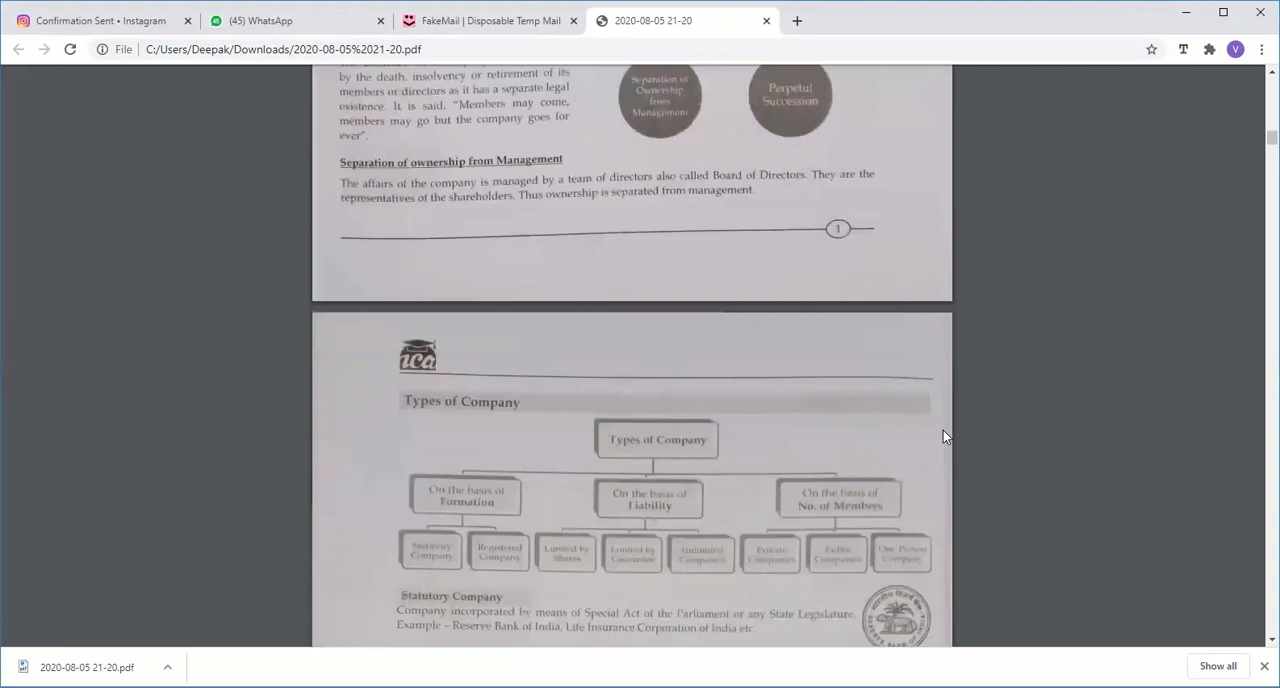 Confirmation Sent • Instagram
(45) WhatsApp
FakeMail | Disposable Temp Mail
2020-08-05 21-20
File
C:/Users/Deepak/Downloads/2020-08-05%2021-20.pdf
V
by the death, insolvency or retirement of its
members or directors as it has a separate legal
existence. It is said, "Members may come,
members may go but the company goes for
ever".
Separation of
Ownership
from
Management
Perpetual
Succession
Separation of ownership from Management
The affairs of the company is managed by a team of directors also called Board of Directors. They are the
representatives of the shareholders. Thus ownership is separated from management.
1
ica
Types of Company
Types of Company
On the basis of
Formation
On the basis of
Liability
On the basis of
No. of Members
Statutory
Company
Registered
Company
Limited by
Shares
Limited by
Guarantee
Unlimited
Companies
Private
Companies
Public
Companies
One Person
Company
Statutory Company
Company incorporated by means of Special Act of the Parliament or any State Legislature.
Example – Reserve Bank of India, Life Insurance Corporation of India etc.
2020-08-05 21-20.pdf
Show all